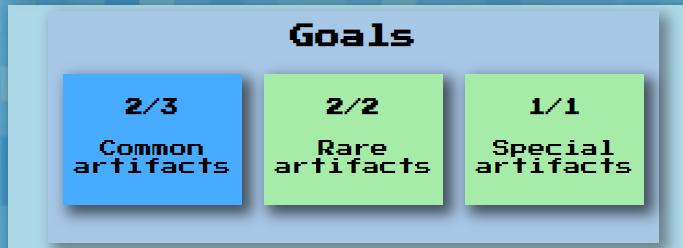 Goals
2/3
Common
artifacts
2/2
Rare
artifacts
1/1
Special
artifacts